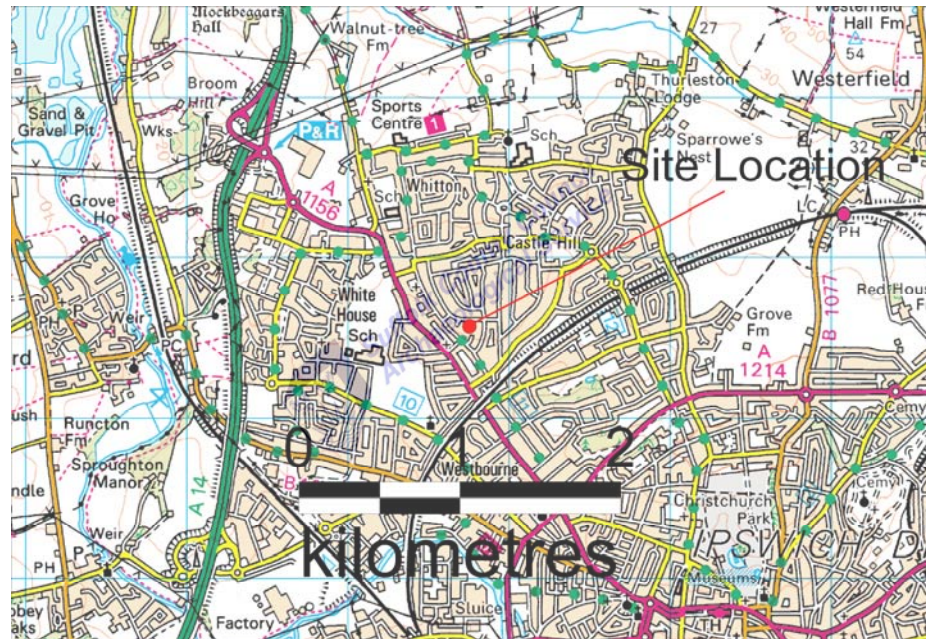 Mockbeggars
Hall
Walnut-tree
Fm
27
Westerfield
Hall Fm
54
Westerfield
Thurleston
Lodge
Broom
Hill
Sand &
Gravel Pit
Wks
P&R
Sports
Centre
1
Sch
Sparrowe's
Nest
32
Site Location
A
1156
Whitton
Sch
Grove
Ho
Castle Hill
LC
PH
White
House
Sch
B 1077
Red House
Weir
PH
P
PC
Grove
Fm
A
1214
10
Runcton
Fm
Sproughton
Manor
A 14
B
0
1
2
Westbourne
Cemy
Cemy
Christchurch
Park
IPSWICH
kilometres
Weir
P
PH
Museums
Factory
Sluice
TH